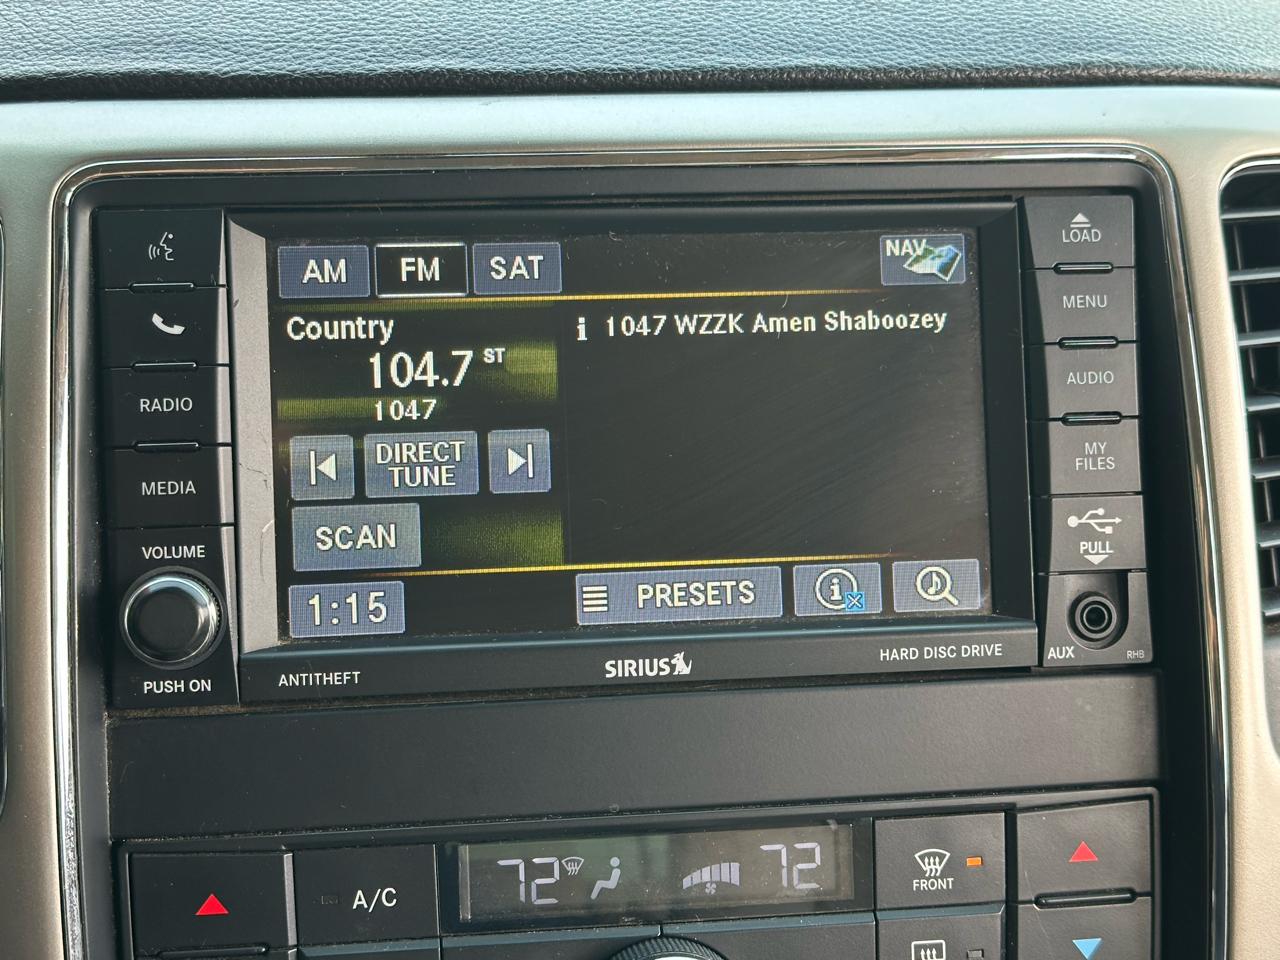 AM FM SAT NAV
Country
104.7 ST
1047
i 1047 WZZK Amen Shaboozey
DIRECT
TUNE
SCAN
1:15
PRESETS
i
RADIO
MEDIA
VOLUME
PUSH ON
LOAD
MENU
AUDIO
MY
FILES
PULL
AUX
RHB
ANTITHEFT
SIRIUS
HARD DISC DRIVE
A/C
72
72
FRONT